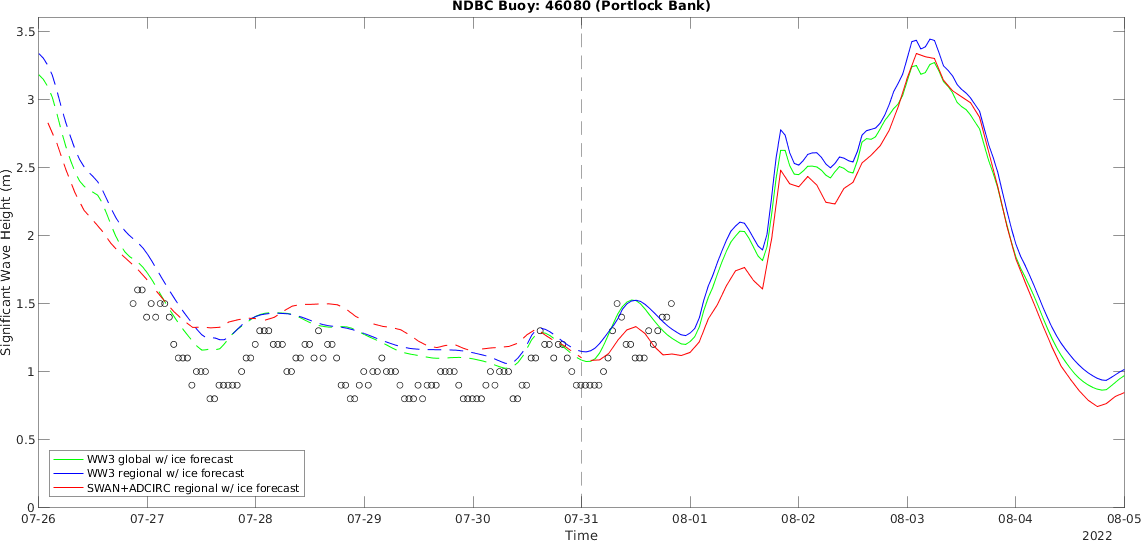 NDBC Buoy: 46080 (Portlock Bank)
3.5
3
2.5
2
1.5
1
0.5
0
Significant Wave Height (m)
WW3 global w/ ice forecast
WW3 regional w/ ice forecast
SWAN+ADCIRC regional w/ ice forecast
07-26 07-27 07-28 07-29 07-30 07-31 08-01 08-02 08-03 08-04 08-05
Time
2022